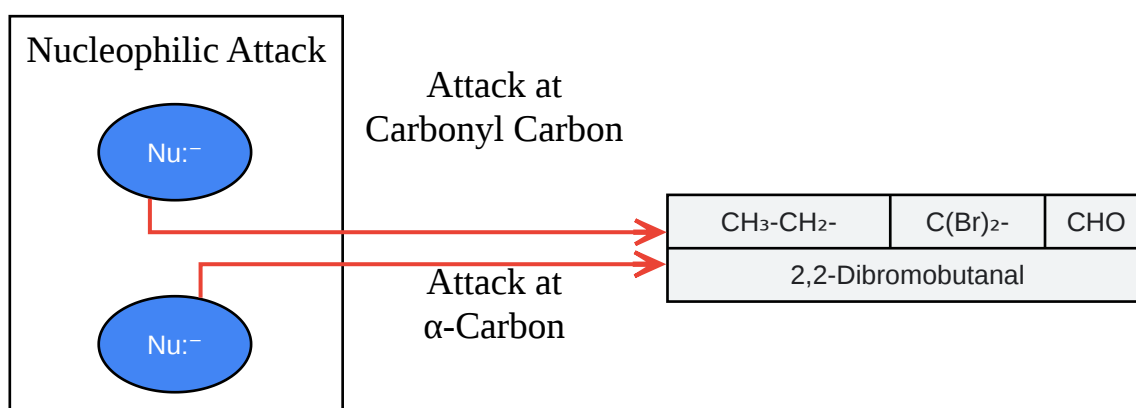 Nucleophilic Attack
Nu:⁻
Attack at
Carbonyl Carbon
CH₃-CH₂- C(Br)₂- CHO
2,2-Dibromobutanal
Attack at
α-Carbon
Nu:⁻